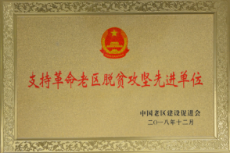 支持革命老区脱贫攻坚先进单位
中国老区建设促进会
二〇一八年十二月